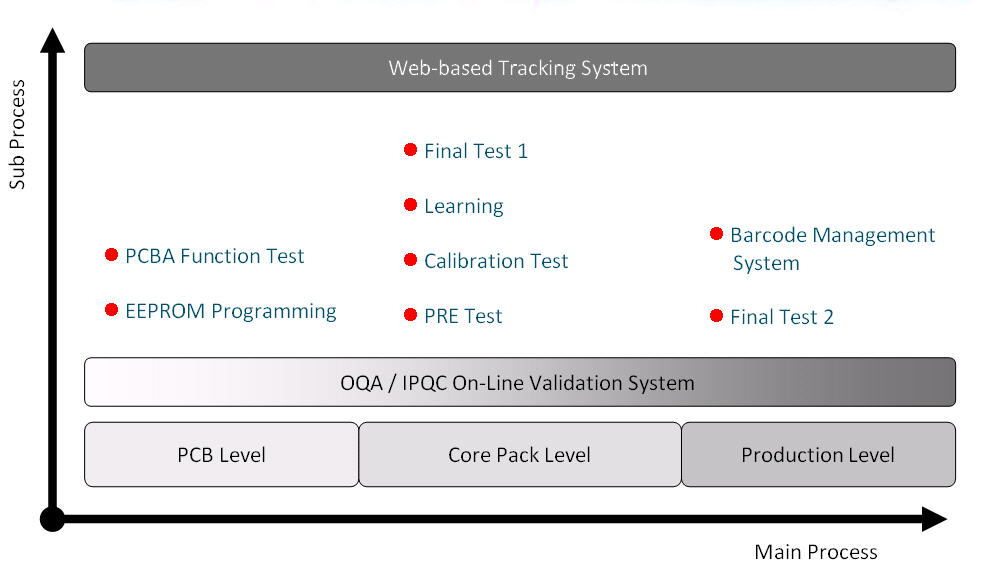 Web-based Tracking System
Sub Process
Final Test 1
Learning
Calibration Test
PRE Test
PCBA Function Test
EEPROM Programming
Barcode Management
System
Final Test 2
OQA / IPQC On-Line Validation System
PCB Level
Core Pack Level
Production Level
Main Process